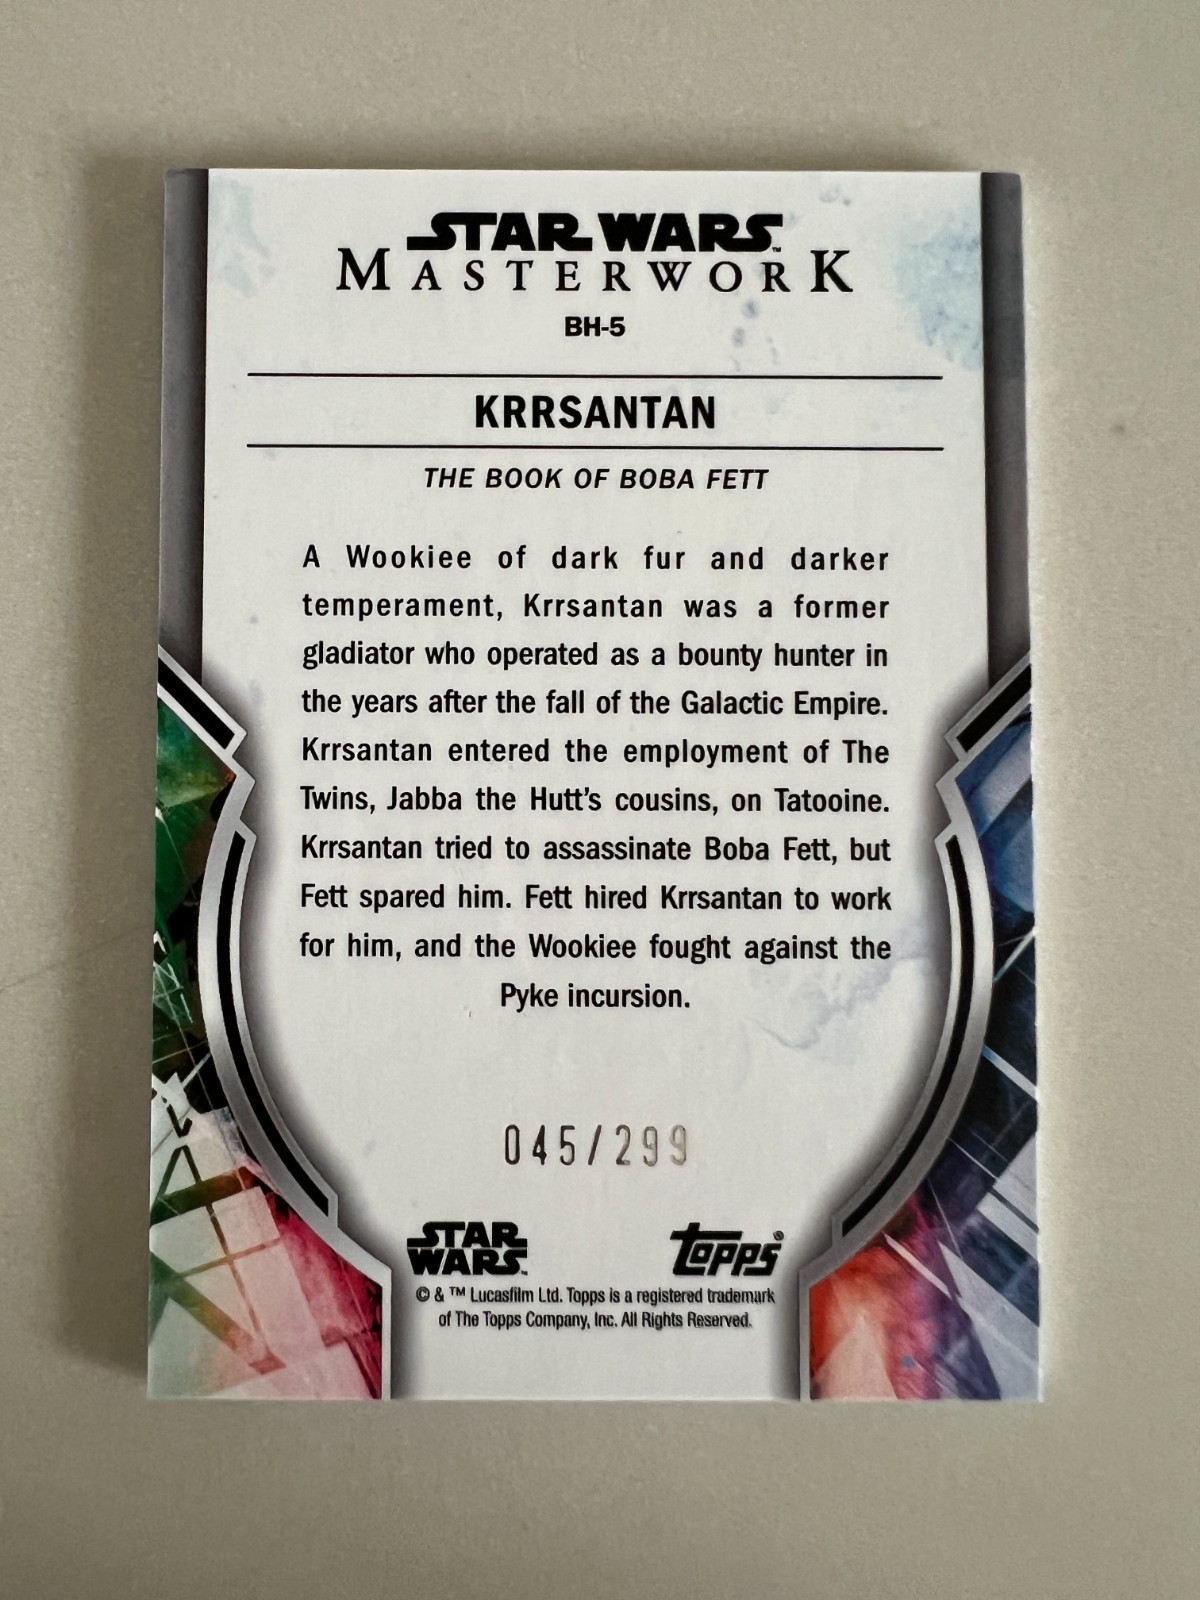 STAR WARS™
MASTERWORK
BH-5
KRRSANTAN
THE BOOK OF BOBA FETT
A Wookiee of dark fur and darker
temperament, Krrsantan was a former
gladiator who operated as a bounty hunter in
the years after the fall of the Galactic Empire.
Krrsantan entered the employment of The
Twins, Jabba the Hutt’s cousins, on Tatooine.
Krrsantan tried to assassinate Boba Fett, but
Fett spared him. Fett hired Krrsantan to work
for him, and the Wookiee fought against the
Pyke incursion.
045/299
STAR
WARS™
Topps®
© & ™ Lucasfilm Ltd. Topps is a registered trademark
of The Topps Company, Inc. All Rights Reserved.